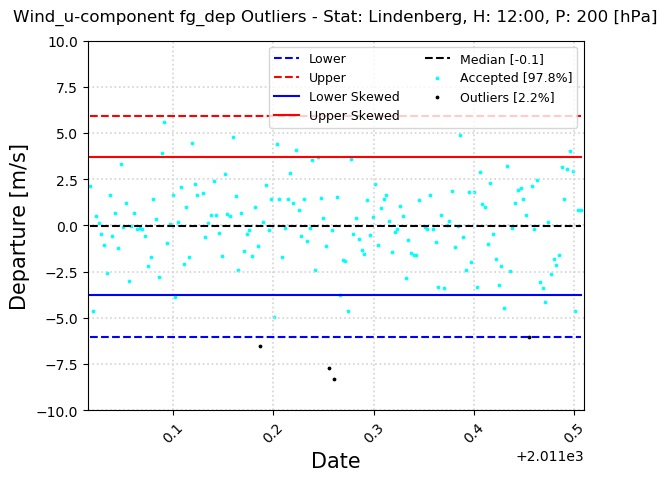 Wind_u-component fg_dep Outliers - Stat: Lindenberg, H: 12:00, P: 200 [hPa]
Lower
Upper
Lower Skewed
Upper Skewed
Median [-0.1]
Accepted [97.8%]
Outliers [2.2%]
Departure [m/s]
10.0
7.5
5.0
2.5
0.0
−2.5
−5.0
−7.5
−10.0
0.1
0.2
0.3
0.4
0.5
+2.011e3
Date